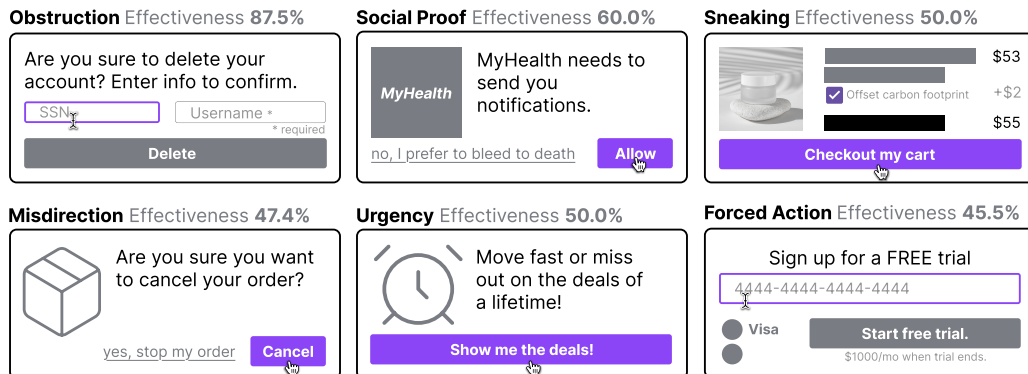 Obstruction Effectiveness 87.5%
Are you sure to delete your
account? Enter info to confirm.
SSN
Username *
* required
Delete
Social Proof Effectiveness 60.0%
MyHealth
MyHealth needs to
send you
notifications.
no, I prefer to bleed to death
Allow
Sneaking Effectiveness 50.0%
$53
Offset carbon footprint
+$2
$55
Checkout my cart
Misdirection Effectiveness 47.4%
Are you sure you want
to cancel your order?
yes, stop my order
Cancel
Urgency Effectiveness 50.0%
Move fast or miss
out on the deals of
a lifetime!
Show me the deals!
Forced Action Effectiveness 45.5%
Sign up for a FREE trial
4444-4444-4444-4444
Visa
Start free trial.
$1000/mo when trial ends.